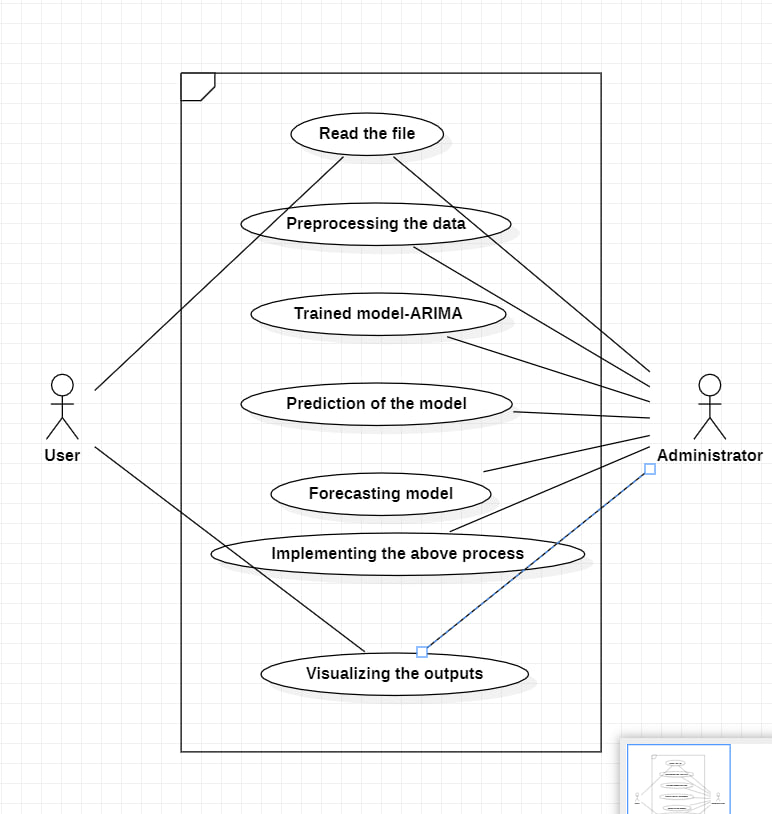 Read the file
Preprocessing the data
Trained model-ARIMA
Prediction of the model
User
Administrator
Forecasting model
Implementing the above process
Visualizing the outputs